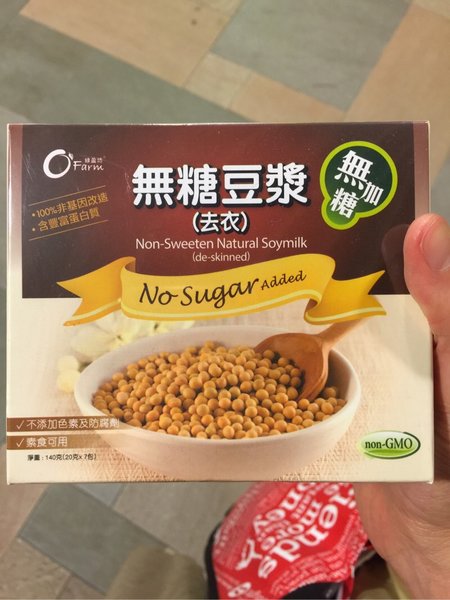 O' Farm
綠盈坊
100%非基因改造
含豐富蛋白質
無糖豆漿
(去衣)
Non-Sweeten Natural Soymilk
(de-skinned)
無加糖
No Sugar Added
✓不添加色素及防腐劑
✓素食可用
淨重:140克(20克x7包)
non-GMO